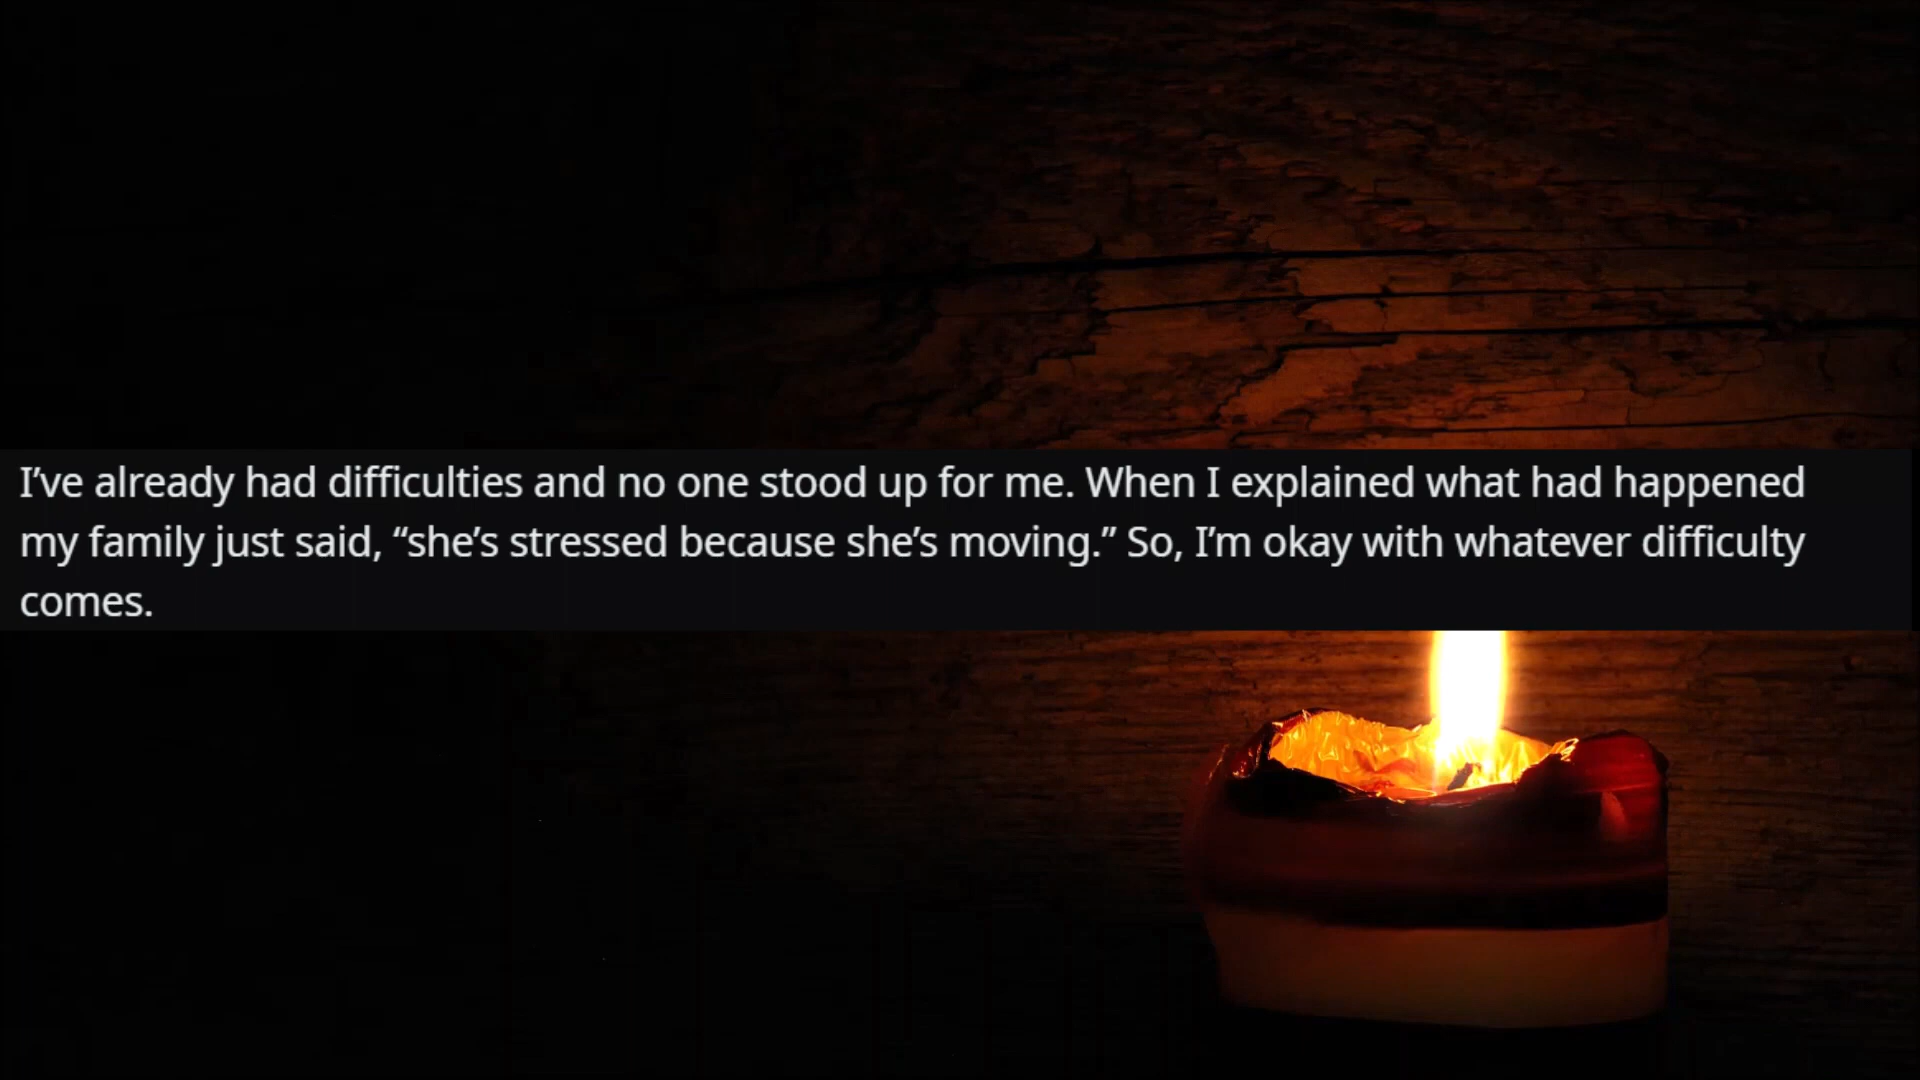 I’ve already had difficulties and no one stood up for me. When I explained what had happened
my family just said, “she’s stressed because she’s moving.” So, I’m okay with whatever difficulty
comes.